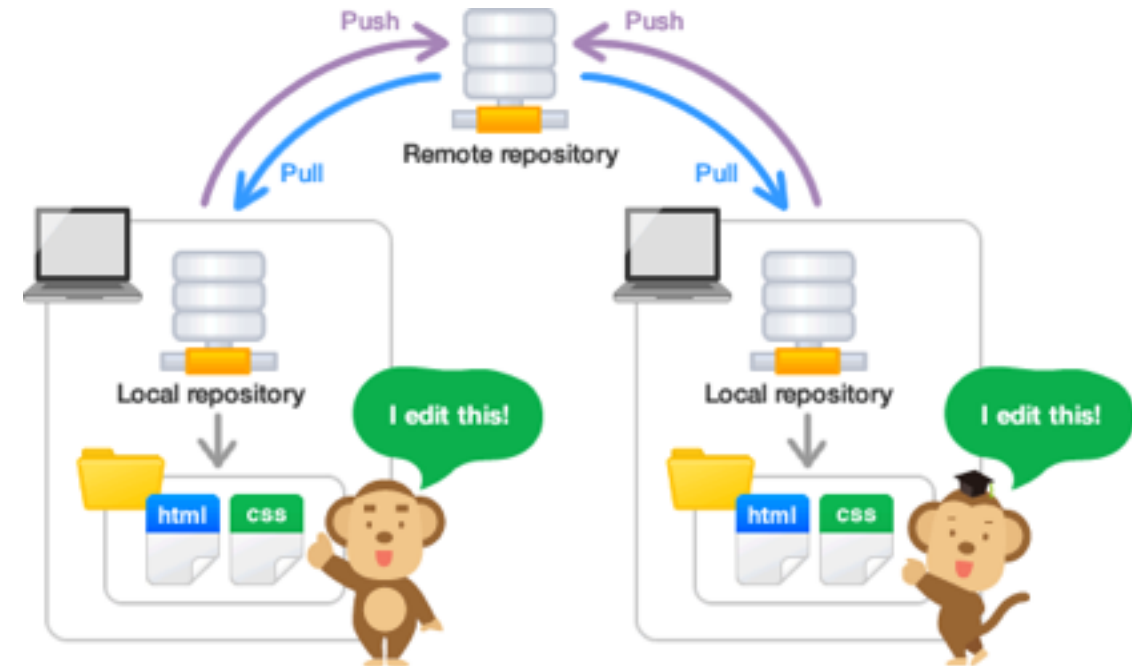 Push
Push
Remote repository
Pull
Pull
Local repository
Local repository
I edit this!
I edit this!
html
css
html
css